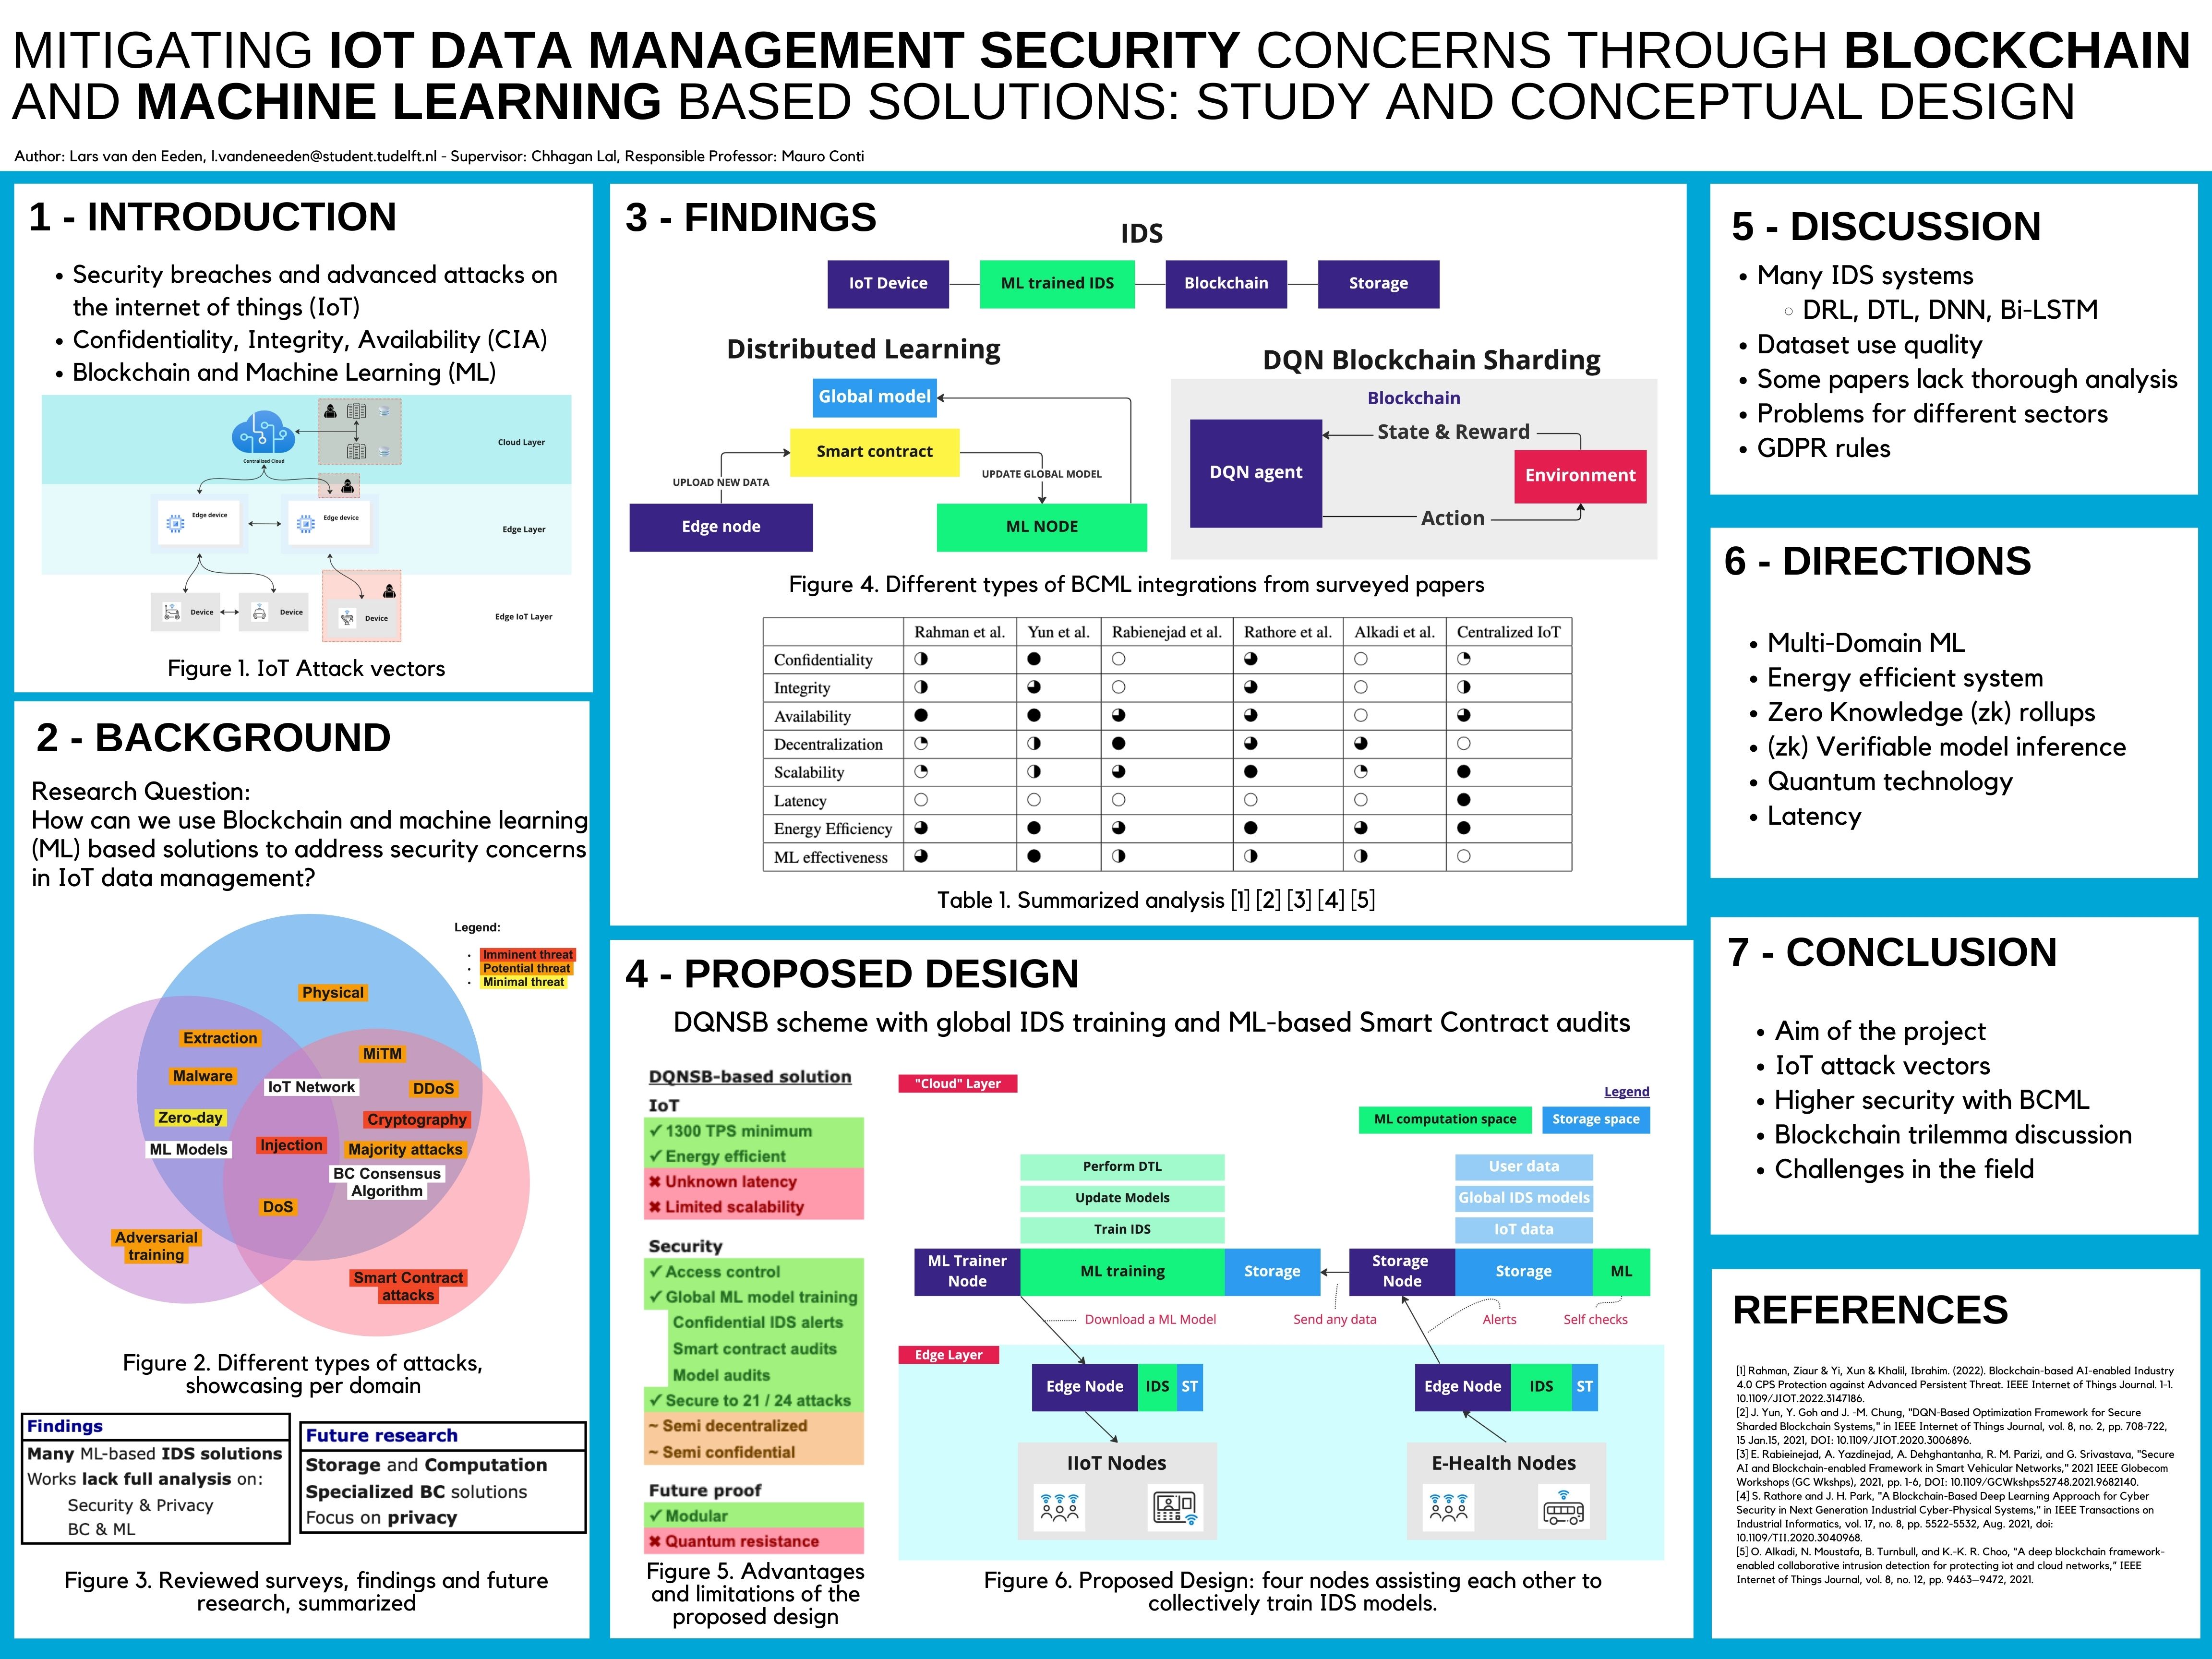 MITIGATING IOT DATA MANAGEMENT SECURITY CONCERNS THROUGH BLOCKCHAIN
AND MACHINE LEARNING BASED SOLUTIONS: STUDY AND CONCEPTUAL DESIGN
Author: Lars van den Eeden, l.vandeneeden@student.tudelft.nl - Supervisor: Chhagan Lal, Responsible Professor: Mauro Conti
1 - INTRODUCTION
• Security breaches and advanced attacks on
the internet of things (IoT)
• Confidentiality, Integrity, Availability (CIA)
• Blockchain and Machine Learning (ML)
Centralized Cloud
Cloud Layer
Edge device
Edge device
Edge Layer
Device
Device
Device
Edge IoT Layer
Figure 1. IoT Attack vectors
2 - BACKGROUND
Research Question:
How can we use Blockchain and machine learning
(ML) based solutions to address security concerns
in IoT data management?
Legend:
• Imminent threat
• Potential threat
• Minimal threat
Physical
Extraction
MiTM
Malware
IoT Network
DDoS
Zero-day
Cryptography
ML Models
Injection
Majority attacks
BC Consensus
Algorithm
DoS
Adversarial
training
Smart Contract
attacks
Figure 2. Different types of attacks,
showcasing per domain
Findings
Many ML-based IDS solutions
Works lack full analysis on:
Security & Privacy
BC & ML
Future research
Storage and Computation
Specialized BC solutions
Focus on privacy
Figure 3. Reviewed surveys, findings and future
research, summarized
3 - FINDINGS
IDS
IoT Device
ML trained IDS
Blockchain
Storage
Distributed Learning
Global model
Smart contract
UPLOAD NEW DATA
UPDATE GLOBAL MODEL
Edge node
ML NODE
DQN Blockchain Sharding
Blockchain
State & Reward
DQN agent
Environment
Action
Figure 4. Different types of BCML integrations from surveyed papers
Rahman et al. Yun et al. Rabienejad et al. Rathore et al. Alkadi et al. Centralized IoT
Confidentiality ◑ ● ○ ◕ ○ ◔
Integrity ◑ ◕ ○ ◕ ○ ◑
Availability ● ● ◕ ◕ ○ ◕
Decentralization ◔ ◑ ● ◕ ◕ ○
Scalability ◔ ◑ ◕ ● ◔ ●
Latency ○ ○ ○ ○ ○ ●
Energy Efficiency ◕ ● ◕ ● ◕ ●
ML effectiveness ◕ ● ◑ ◑ ◑ ○
Table 1. Summarized analysis [1] [2] [3] [4] [5]
4 - PROPOSED DESIGN
DQNSB scheme with global IDS training and ML-based Smart Contract audits
DQNSB-based solution
IoT
✓ 1300 TPS minimum
✓ Energy efficient
✖ Unknown latency
✖ Limited scalability
Security
✓ Access control
✓ Global ML model training
Confidential IDS alerts
Smart contract audits
Model audits
✓ Secure to 21 / 24 attacks
~ Semi decentralized
~ Semi confidential
Future proof
✓ Modular
✖ Quantum resistance
Figure 5. Advantages
and limitations of the
proposed design
"Cloud" Layer
Legend
ML computation space
Storage space
Perform DTL
Update Models
Train IDS
User data
Global IDS models
IoT data
ML Trainer
Node
ML training
Storage
Storage
Node
Storage
ML
Download a ML Model
Send any data
Alerts
Self checks
Edge Layer
Edge Node
IDS
ST
Edge Node
IDS
ST
IIoT Nodes
E-Health Nodes
Figure 6. Proposed Design: four nodes assisting each other to
collectively train IDS models.
5 - DISCUSSION
• Many IDS systems
○ DRL, DTL, DNN, Bi-LSTM
• Dataset use quality
• Some papers lack thorough analysis
• Problems for different sectors
• GDPR rules
6 - DIRECTIONS
• Multi-Domain ML
• Energy efficient system
• Zero Knowledge (zk) rollups
• (zk) Verifiable model inference
• Quantum technology
• Latency
7 - CONCLUSION
• Aim of the project
• IoT attack vectors
• Higher security with BCML
• Blockchain trilemma discussion
• Challenges in the field
REFERENCES
[1] Rahman, Ziaur & Yi, Xun & Khalil, Ibrahim. (2022). Blockchain-based AI-enabled Industry
4.0 CPS Protection against Advanced Persistent Threat. IEEE Internet of Things Journal. 1-1.
10.1109/JIOT.2022.3147186.
[2] J. Yun, Y. Goh and J. -M. Chung, "DQN-Based Optimization Framework for Secure
Sharded Blockchain Systems," in IEEE Internet of Things Journal, vol. 8, no. 2, pp. 708-722,
15 Jan.15, 2021, DOI: 10.1109/JIOT.2020.3006896.
[3] E. Rabieinejad, A. Yazdinejad, A. Dehghantanha, R. M. Parizi, and G. Srivastava, "Secure
AI and Blockchain-enabled Framework in Smart Vehicular Networks," 2021 IEEE Globecom
Workshops (GC Wkshps), 2021, pp. 1-6, DOI: 10.1109/GCWkshps52748.2021.9682140.
[4] S. Rathore and J. H. Park, "A Blockchain-Based Deep Learning Approach for Cyber
Security in Next Generation Industrial Cyber-Physical Systems," in IEEE Transactions on
Industrial Informatics, vol. 17, no. 8, pp. 5522-5532, Aug. 2021, doi:
10.1109/TII.2020.3040968.
[5] O. Alkadi, N. Moustafa, B. Turnbull, and K.-K. R. Choo, "A deep blockchain framework-
enabled collaborative intrusion detection for protecting iot and cloud networks,” IEEE
Internet of Things Journal, vol. 8, no. 12, pp. 9463–9472, 2021.